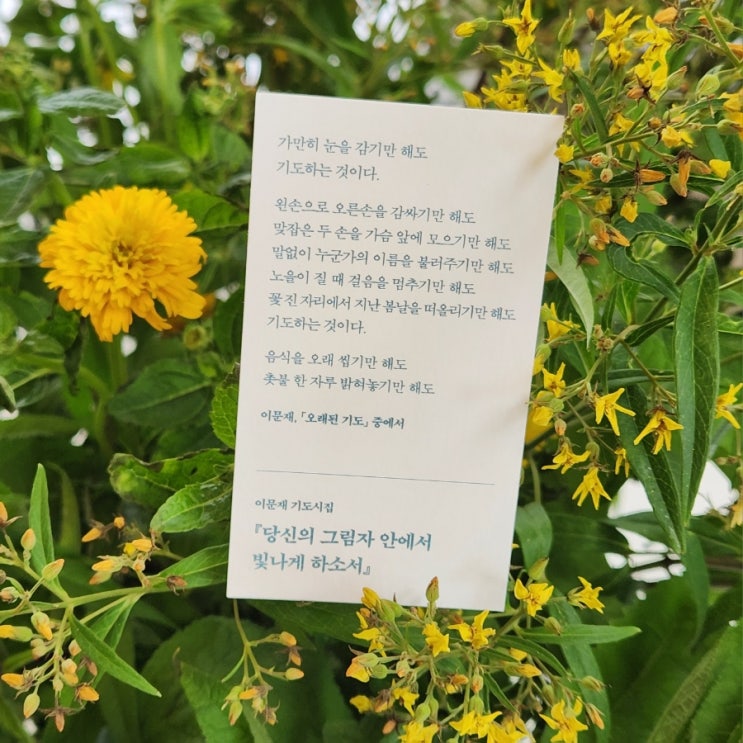 가만히 눈을 감기만 해도
기도하는 것이다.
왼손으로 오른손을 감싸기만 해도
맞잡은 두 손을 가슴 앞에 모으기만 해도
말없이 누군가의 이름을 불러주기만 해도
노을이 질 때 걸음을 멈추기만 해도
꽃 진 자리에서 지난 봄날을 떠올리기만 해도
기도하는 것이다.
음식을 오래 씹기만 해도
촛불 한 자루 밝혀놓기만 해도
이문재, 「오래된 기도」 중에서
이문재 기도시집
『당신의 그림자 안에서
빛나게 하소서』